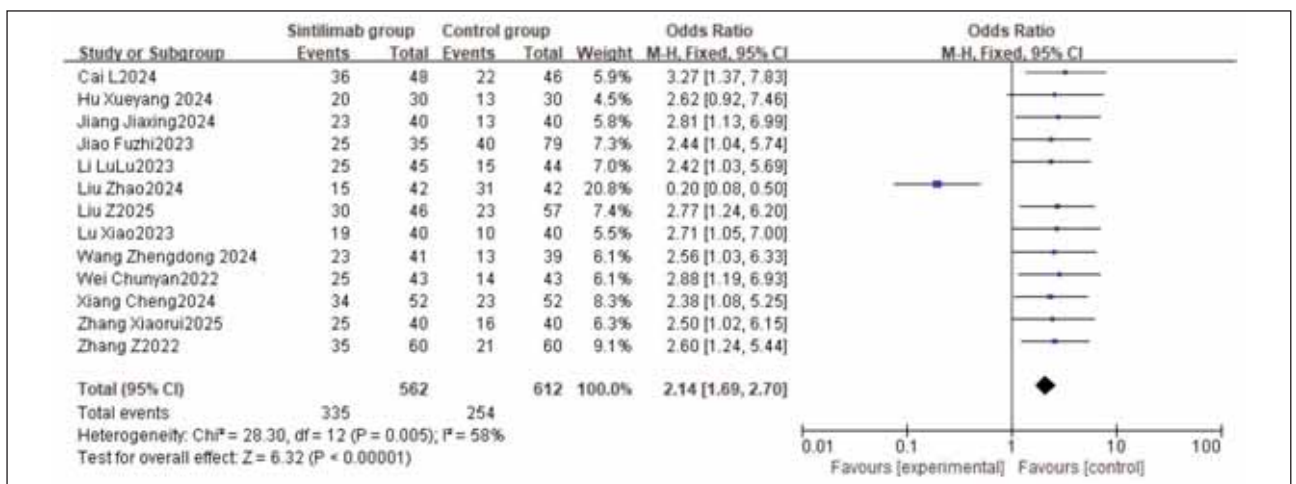 Sintilimab group Control group Odds Ratio Odds Ratio
Study or Subgroup Events Total Events Total Weight M-H, Fixed, 95% CI M-H, Fixed, 95% CI
Cai L2024 36 48 22 46 5.9% 3.27 [1.37, 7.83]
Hu Xueyang 2024 20 30 13 30 4.5% 2.62 [0.92, 7.46]
Jiang Jiaxing2024 23 40 13 40 5.8% 2.81 [1.13, 6.99]
Jiao Fuzhi2023 25 35 40 79 7.3% 2.44 [1.04, 5.74]
Li LuLu2023 25 45 15 44 7.0% 2.42 [1.03, 5.69]
Liu Zhao2024 15 42 31 42 20.8% 0.20 [0.08, 0.50]
Liu Z2025 30 46 23 57 7.4% 2.77 [1.24, 6.20]
Lu Xiao2023 19 40 10 40 5.5% 2.71 [1.05, 7.00]
Wang Zhengdong 2024 23 41 13 39 6.1% 2.56 [1.03, 6.33]
Wei Chunyan2022 25 43 14 43 6.1% 2.88 [1.19, 6.93]
Xiang Cheng2024 34 52 23 52 8.3% 2.38 [1.08, 5.25]
Zhang Xiaorui2025 25 40 16 40 6.3% 2.50 [1.02, 6.15]
Zhang Z2022 35 60 21 60 9.1% 2.60 [1.24, 5.44]
Total (95% CI) 562 612 100.0% 2.14 [1.69, 2.70]
Total events 335 254
Heterogeneity: Chi² = 28.30, df = 12 (P = 0.005); I² = 58%
Test for overall effect: Z = 6.32 (P < 0.00001)
0.01 0.1 1 10 100
Favours [experimental] Favours [control]